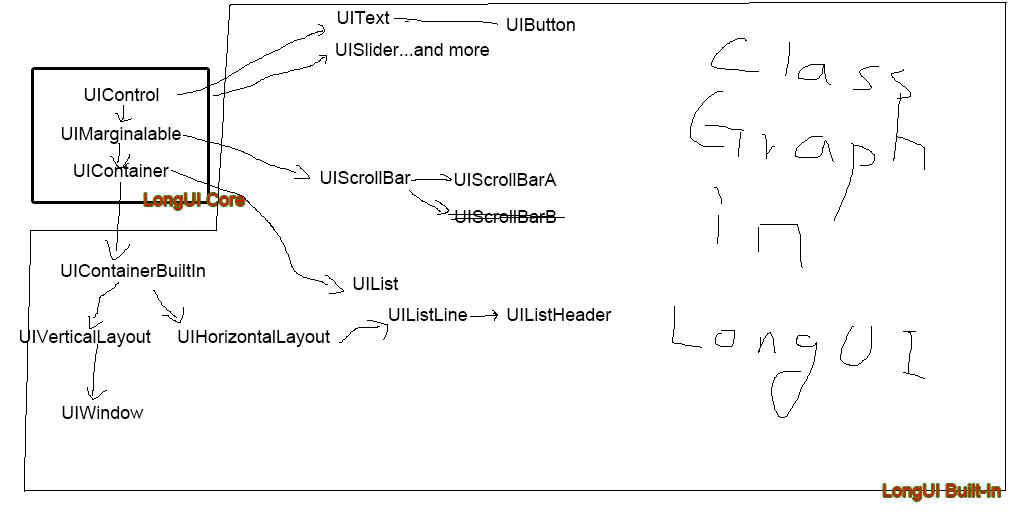 UIText
UIButton
UISlider...and more
UIControl
UIMarginalable
UIContainer
LongUI Core
UIScrollBar
UIScrollBarA
UIScrollBarB
UIContainerBuiltIn
UIList
UIListLine
UIListHeader
UIVerticalLayout
UIHorizontalLayout
UIWindow
Class
Graph
in
LongUI
LongUI Built-In